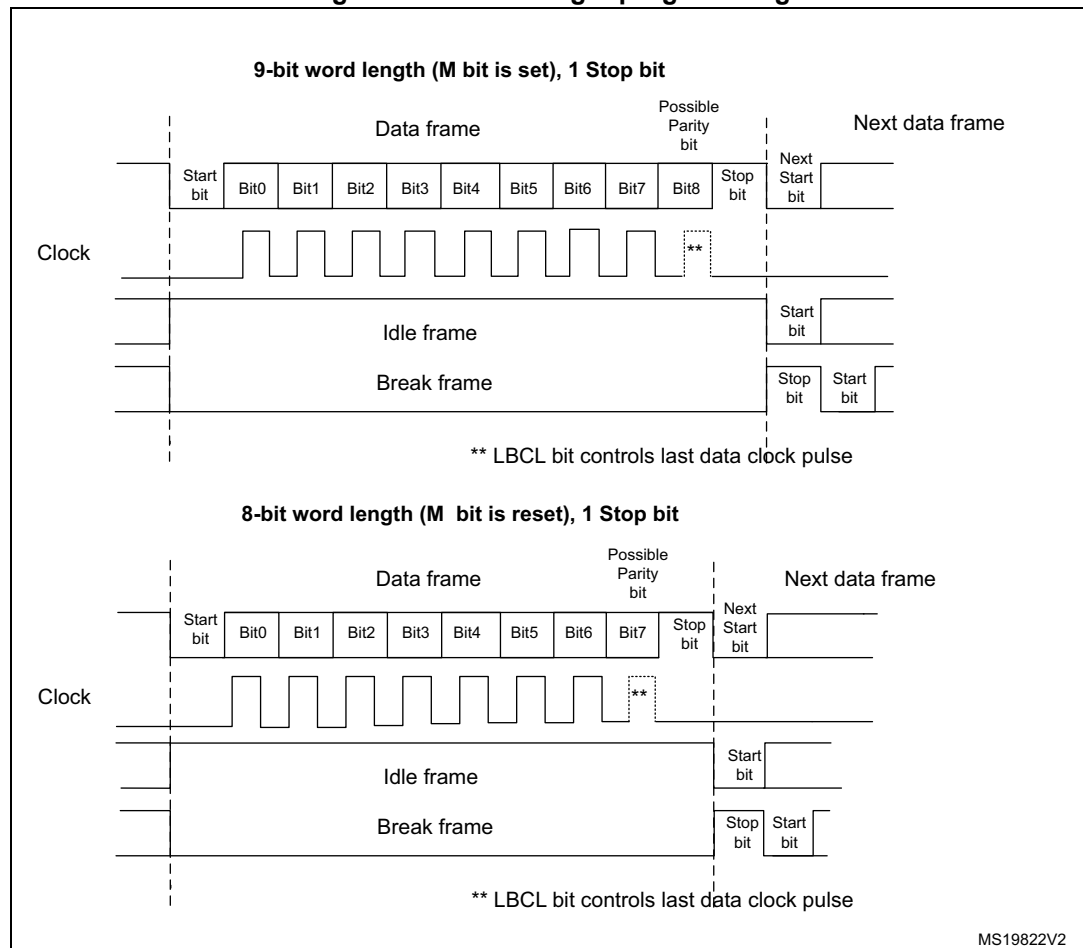 9-bit word length (M bit is set), 1 Stop bit
Possible
Parity
bit
Data frame
Next data frame
Start
bit
Bit0
Bit1
Bit2
Bit3
Bit4
Bit5
Bit6
Bit7
Bit8
Stop
bit
Next
Start
bit
Clock
**
Idle frame
Start
bit
Break frame
Stop
bit
Start
bit
** LBCL bit controls last data clock pulse
8-bit word length (M bit is reset), 1 Stop bit
Possible
Parity
bit
Data frame
Next data frame
Start
bit
Bit0
Bit1
Bit2
Bit3
Bit4
Bit5
Bit6
Bit7
Stop
bit
Next
Start
bit
Clock
**
Idle frame
Start
bit
Break frame
Stop
bit
Start
bit
** LBCL bit controls last data clock pulse
MS19822V2